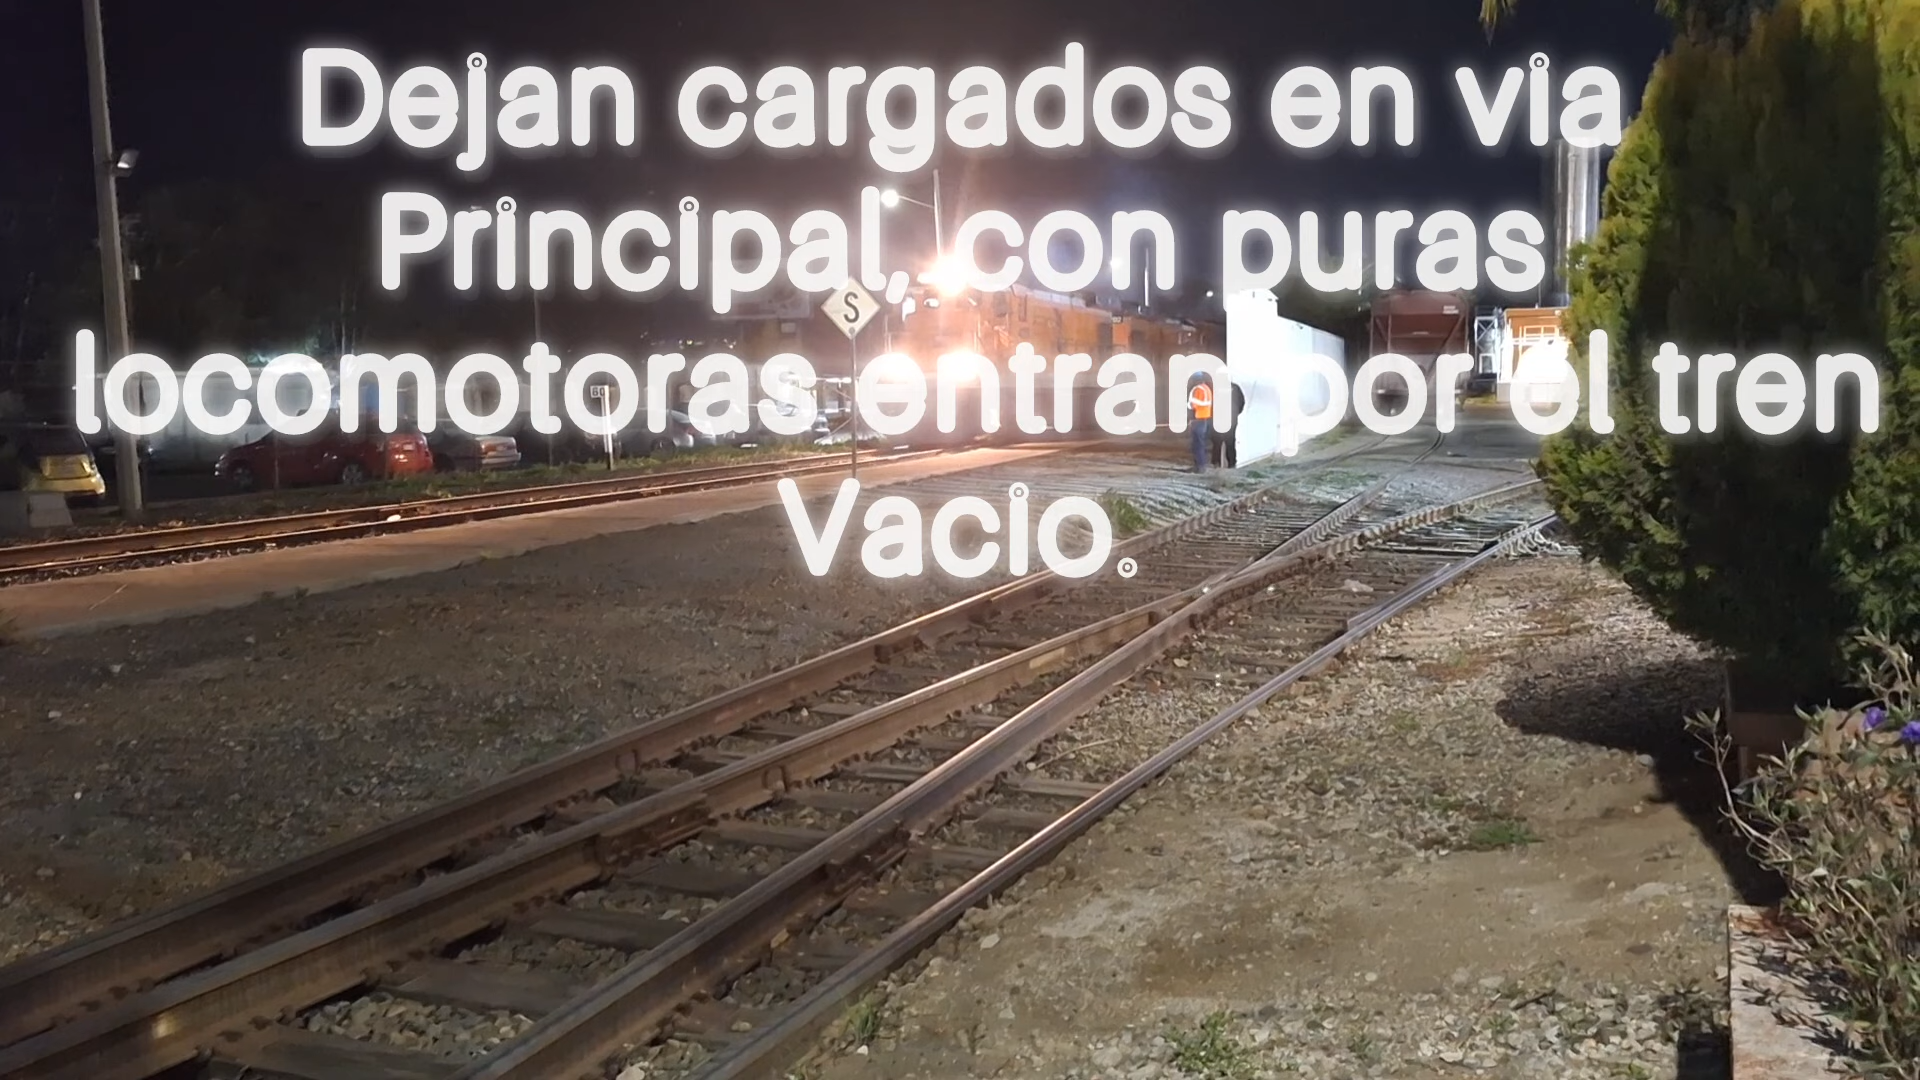 Dejan cargados en via
Principal, con puras
locomotoras entran por el tren
Vacio.
S